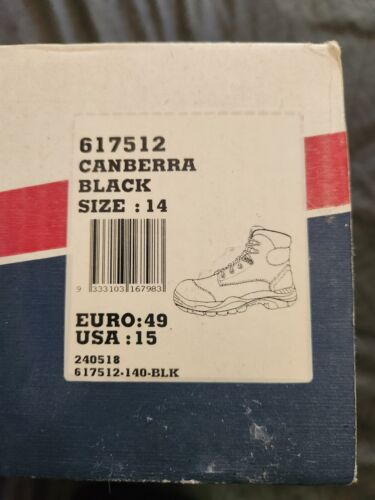 617512
CANBERRA
BLACK
SIZE : 14
9 333103 167983
EURO:49
USA :15
240518
617512-140-BLK